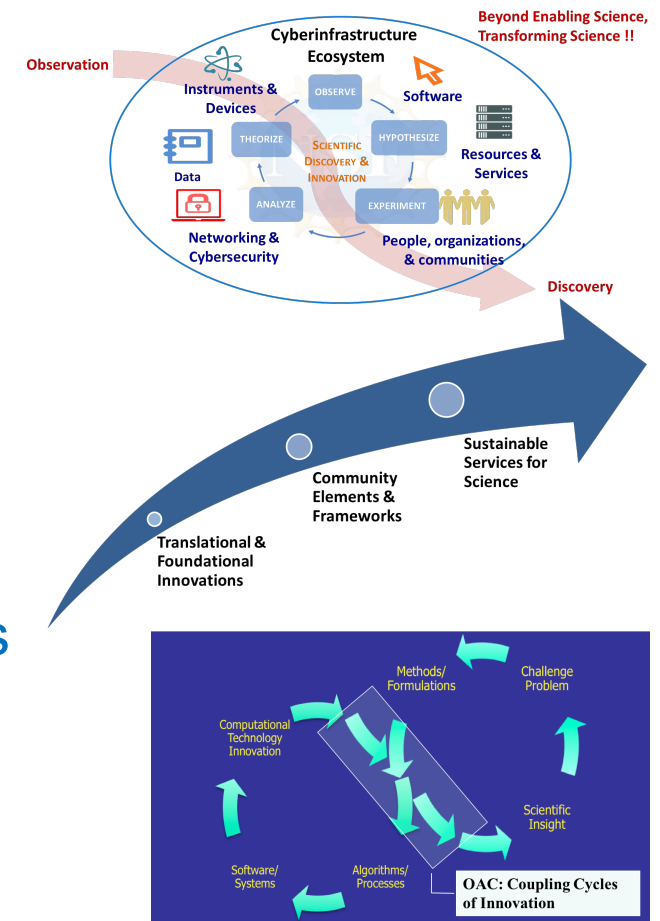 Beyond Enabling Science,
Transforming Science !!
Cyberinfrastructure
Ecosystem
Observation
Instruments &
Devices
OBSERVE
Software
THEORIZE
HYPOTHESIZE
SCIENTIFIC
DISCOVERY &
INNOVATION
Resources &
Services
Data
ANALYZE
EXPERIMENT
Networking &
Cybersecurity
People, organizations,
& communities
Discovery
Sustainable
Services for
Science
Community
Elements &
Frameworks
Translational &
Foundational
Innovations
s
Methods/
Formulations
Challenge
Problem
Computational
Technology
Innovation
Scientific
Insight
Software/
Systems
Algorithms/
Processes
OAC: Coupling Cycles
of Innovation